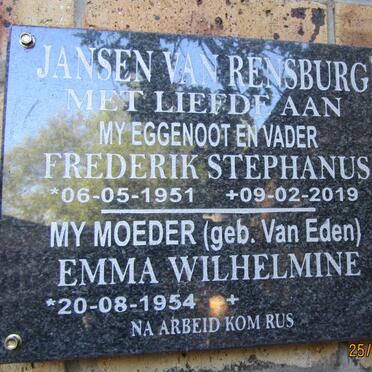 JANSEN VAN RENSBURG
MET LIEFDE AAN
MY EGGENOOT EN VADER
FREDERIK STEPHANUS
*06-05-1951 +09-02-2019
MY MOEDER (geb. Van Eden)
EMMA WILHELMINE
*20-08-1954 +
NA ARBEID KOM RUS
25/